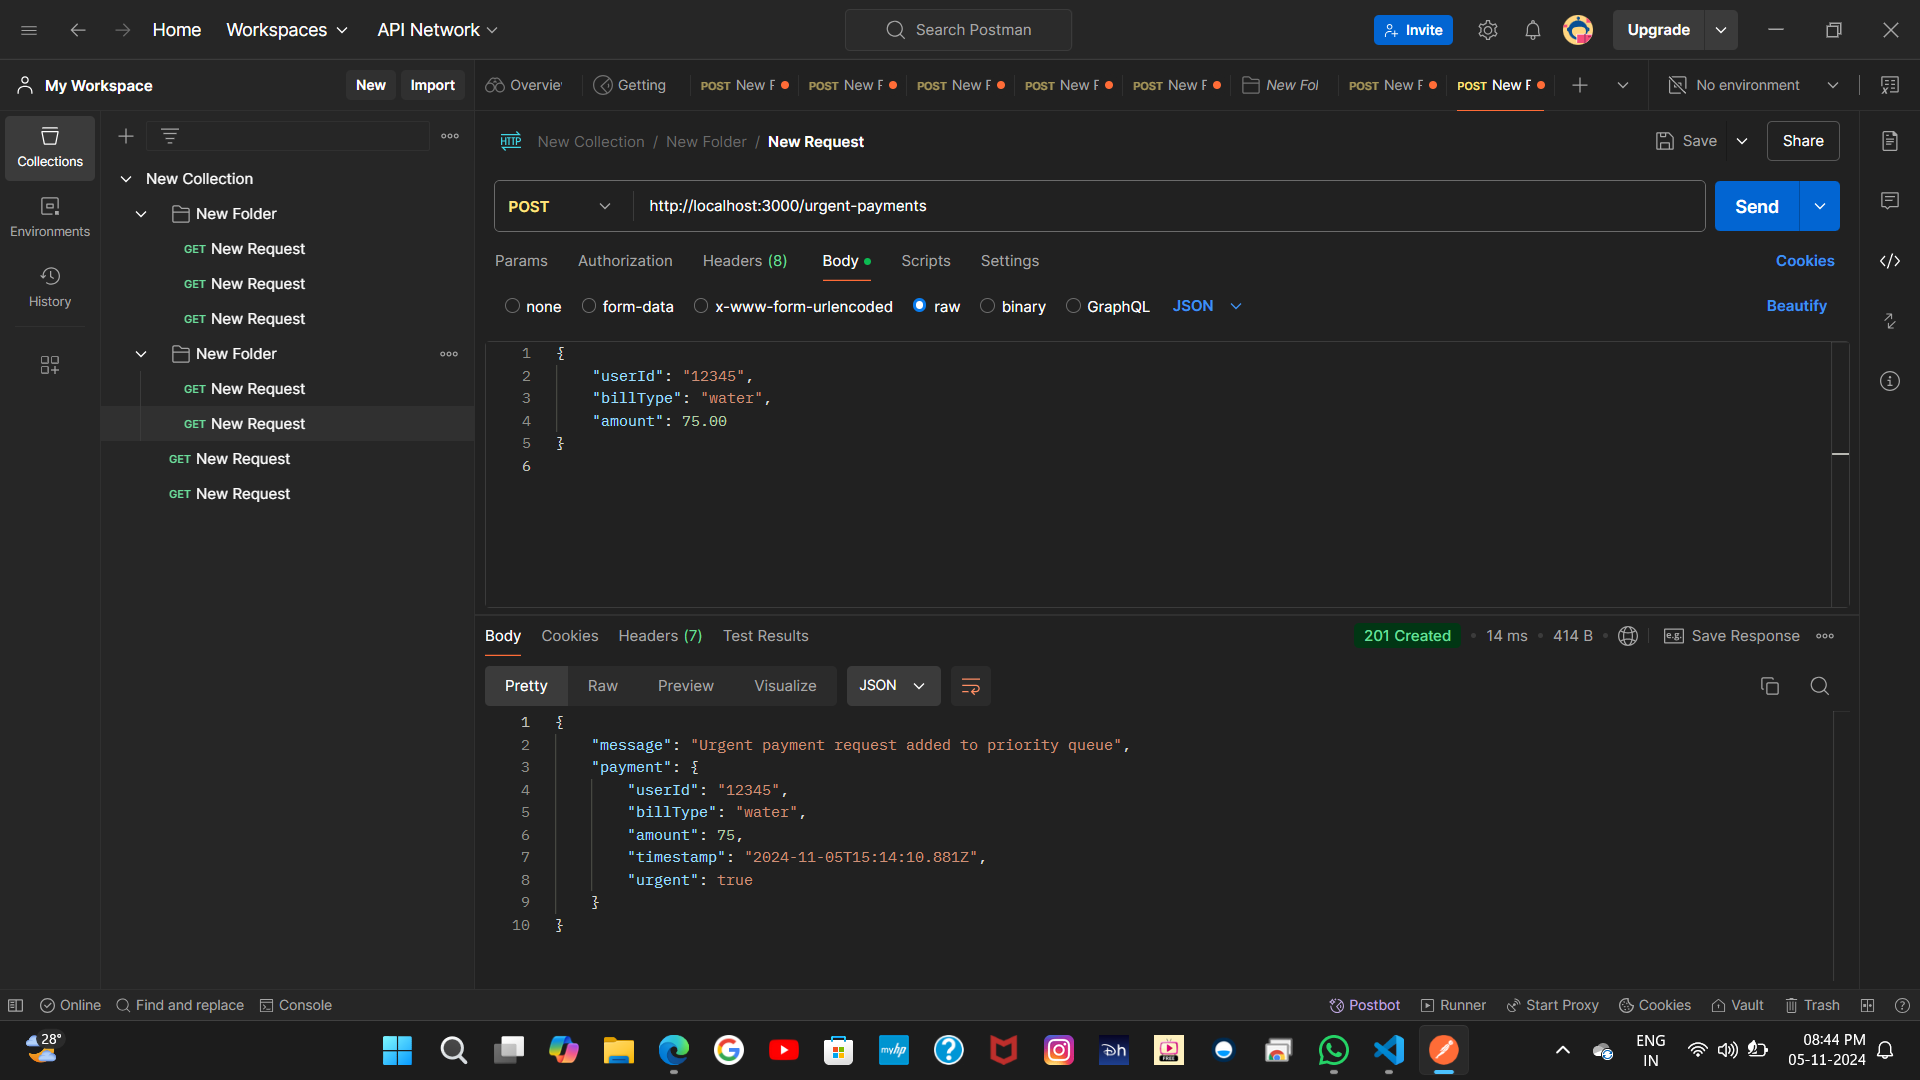 Home Workspaces API Network Search Postman Invite Upgrade
My Workspace New Import Overvie Getting POST New F POST New F POST New F POST New F POST New F New Fol POST New F POST New F No environment
HTTP New Collection / New Folder / New Request Save Share
Collections
New Collection
New Folder
Environments
GET New Request
GET New Request
History
GET New Request
New Folder
GET New Request
GET New Request
GET New Request
GET New Request
POST http://localhost:3000/urgent-payments Send
Params Authorization Headers (8) Body Scripts Settings Cookies
none form-data x-www-form-urlencoded raw binary GraphQL JSON Beautify
1 {
2 "userId": "12345",
3 "billType": "water",
4 "amount": 75.00
5 }
6
Body Cookies Headers (7) Test Results 201 Created 14 ms 414 B e.g. Save Response
Pretty Raw Preview Visualize JSON
1 {
2 "message": "Urgent payment request added to priority queue",
3 "payment": {
4 "userId": "12345",
5 "billType": "water",
6 "amount": 75,
7 "timestamp": "2024-11-05T15:14:10.881Z",
8 "urgent": true
9 }
10 }
Online Find and replace Console Postbot Runner Start Proxy Cookies Vault Trash
28° myhp Dh FREE ENG 08:44 PM
IN 05-11-2024